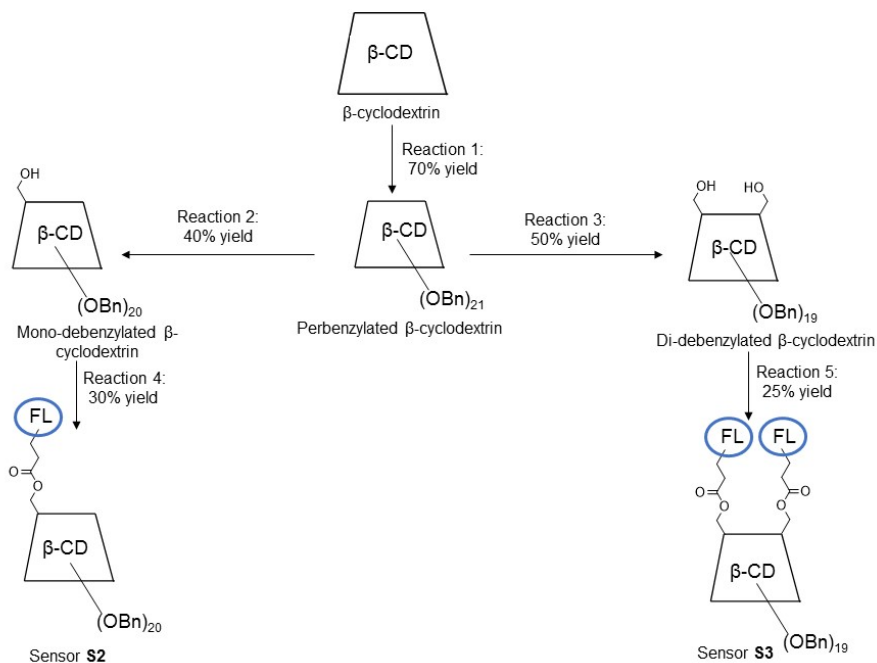 β-CD
β-cyclodextrin
Reaction 1:
70% yield
OH
β-CD
(OBn)20
Mono-debenzylated β-
cyclodextrin
Reaction 2:
40% yield
β-CD
(OBn)21
Perbenzylated β-cyclodextrin
Reaction 3:
50% yield
OH
HO
β-CD
(OBn)19
Di-debenzylated β-cyclodextrin
Reaction 4:
30% yield
FL
O
O
β-CD
(OBn)20
Sensor S2
Reaction 5:
25% yield
FL
FL
O
O
O
O
β-CD
(OBn)19
Sensor S3